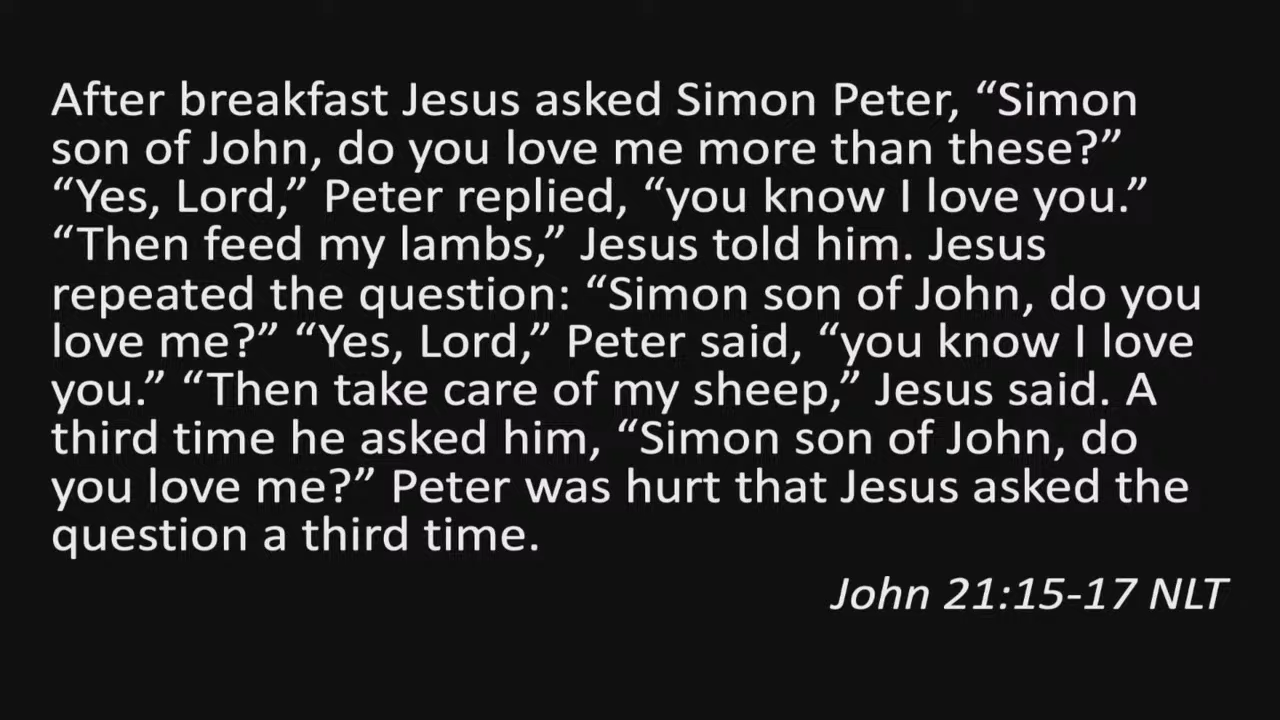 After breakfast Jesus asked Simon Peter, “Simon
son of John, do you love me more than these?”
“Yes, Lord,” Peter replied, “you know I love you.”
“Then feed my lambs,” Jesus told him. Jesus
repeated the question: “Simon son of John, do you
love me?” “Yes, Lord,” Peter said, “you know I love
you.” “Then take care of my sheep,” Jesus said. A
third time he asked him, “Simon son of John, do
you love me?” Peter was hurt that Jesus asked the
question a third time.
John 21:15-17 NLT